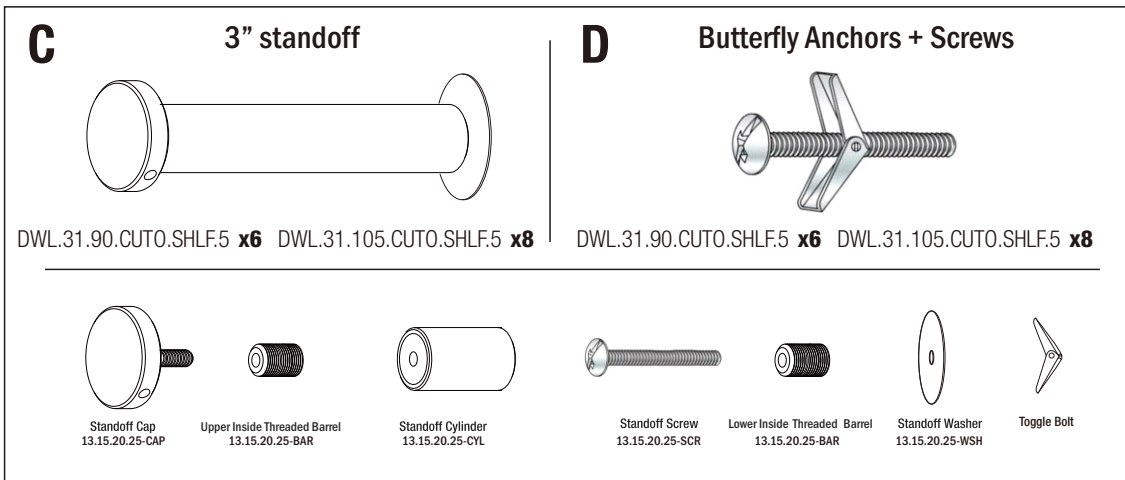 C
3” standoff
DWL.31.90.CUTO.SHLF.5 x6 DWL.31.105.CUTO.SHLF.5 x8
D
Butterfly Anchors + Screws
DWL.31.90.CUTO.SHLF.5 x6 DWL.31.105.CUTO.SHLF.5 x8
Standoff Cap
13.15.20.25-CAP
Upper Inside Threaded Barrel
13.15.20.25-BAR
Standoff Cylinder
13.15.20.25-CYL
Standoff Screw
13.15.20.25-SCR
Lower Inside Threaded Barrel
13.15.20.25-BAR
Standoff Washer
13.15.20.25-WSH
Toggle Bolt